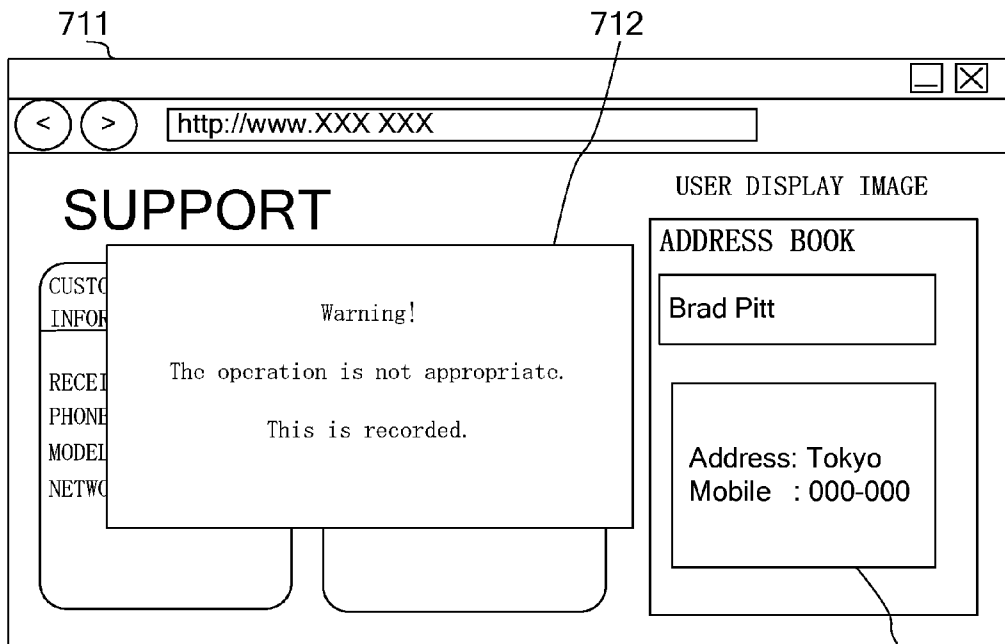 711
712
< > http://www.XXX XXX
SUPPORT
USER DISPLAY IMAGE
ADDRESS BOOK
Brad Pitt
Address: Tokyo
Mobile : 000-000
CUSTO
INFOR
RECEI
PHONE
MODEL
NETWO
Warning!
The operation is not appropriate.
This is recorded.